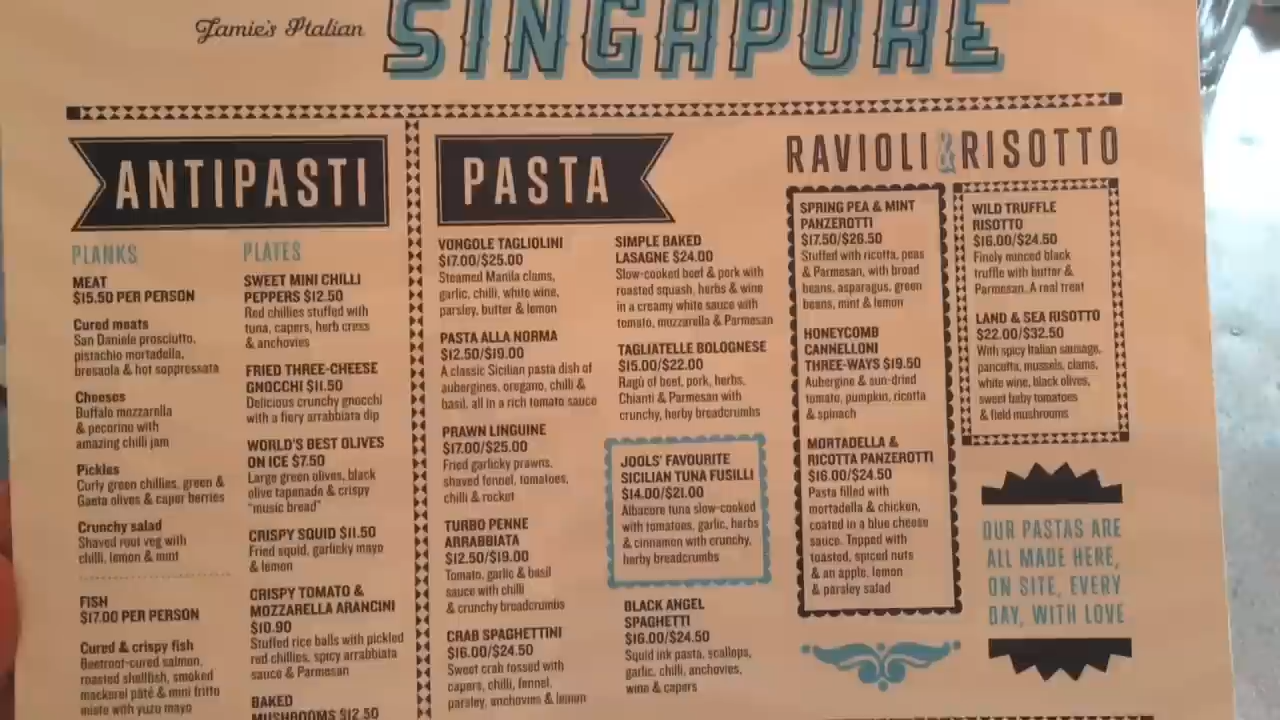 Jamie's Italian
SINGAPORE
ANTIPASTI
PLANKS
MEAT
$15.50 PER PERSON
Cured meats
San Daniele prosciutto,
pistachio mortadella,
bresaola & hot soppressata
Cheeses
Buffalo mozzarella
& pecorino with
amazing chilli jam
Pickles
Curly green chillies, green &
Gaeta olives & caper berries
Crunchy salad
Shaved root veg with
chilli, lemon & mint
FISH
$17.00 PER PERSON
Cured & crispy fish
Beetroot-cured salmon,
roasted shellfish, smoked
mackerel pâté & mini fritto
misto with yuzu mayo
PLATES
SWEET MINI CHILLI
PEPPERS $12.50
Red chillies stuffed with
tuna, capers, herb cress
& anchovies
FRIED THREE-CHEESE
GNOCCHI $11.50
Delicious crunchy gnocchi
with a fiery arrabbiata dip
WORLD'S BEST OLIVES
ON ICE $7.50
Large green olives, black
olive tapenade & crispy
"music bread"
CRISPY SQUID $11.50
Fried squid, garlicky mayo
& lemon
CRISPY TOMATO &
MOZZARELLA ARANCINI
$10.90
Stuffed rice balls with pickled
red chillies, spicy arrabbiata
sauce & Parmesan
BAKED
MUSHROOMS $12.50
PASTA
VONGOLE TAGLIOLINI
$17.00/$25.00
Steamed Manila clams,
garlic, chilli, white wine,
parsley, butter & lemon
PASTA ALLA NORMA
$12.50/$19.00
A classic Sicilian pasta dish of
aubergines, oregano, chilli &
basil, all in a rich tomato sauce
PRAWN LINGUINE
$17.00/$25.00
Fried garlicky prawns,
shaved fennel, tomatoes,
chilli & rocket
TURBO PENNE
ARRABBIATA
$12.50/$19.00
Tomato, garlic & basil
sauce with chilli
& crunchy breadcrumbs
CRAB SPAGHETTINI
$16.00/$24.50
Sweet crab tossed with
capers, chilli, fennel,
parsley, anchovies & lemon
SIMPLE BAKED
LASAGNE $24.00
Slow-cooked beef & pork with
roasted squash, herbs & wine
in a creamy white sauce with
tomato, mozzarella & Parmesan
TAGLIATELLE BOLOGNESE
$15.00/$22.00
Ragù of beef, pork, herbs,
Chianti & Parmesan with
crunchy, herby breadcrumbs
JOOLS' FAVOURITE
SICILIAN TUNA FUSILLI
$14.00/$21.00
Albacore tuna slow-cooked
with tomatoes, garlic, herbs
& cinnamon with crunchy,
herby breadcrumbs
BLACK ANGEL
SPAGHETTI
$16.00/$24.50
Squid ink pasta, scallops,
garlic, chilli, anchovies,
wine & capers
RAVIOLI & RISOTTO
SPRING PEA & MINT
PANZEROTTI
$17.50/$26.50
Stuffed with ricotta, peas
& Parmesan, with broad
beans, asparagus, green
beans, mint & lemon
HONEYCOMB
CANNELLONI
THREE-WAYS $19.50
Aubergine & sun-dried
tomato, pumpkin, ricotta
& spinach
MORTADELLA &
RICOTTA PANZEROTTI
$16.00/$24.50
Pasta filled with
mortadella & chicken,
coated in a blue cheese
sauce. Topped with
toasted, spiced nuts
& an apple, lemon
& parsley salad
WILD TRUFFLE
RISOTTO
$16.00/$24.50
Finely minced black
truffle with butter &
Parmesan. A real treat
LAND & SEA RISOTTO
$22.00/$32.50
With spicy Italian sausage,
pancetta, mussels, clams,
white wine, black olives,
sweet baby tomatoes
& field mushrooms
OUR PASTAS ARE
ALL MADE HERE,
ON SITE, EVERY
DAY, WITH LOVE